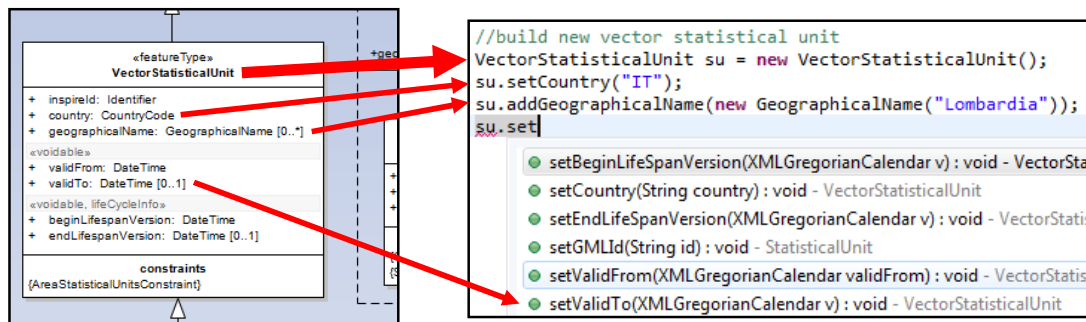 «featureType»
VectorStatisticalUnit
+ inspireId: Identifier
+ country: CountryCode
+ geographicalName: GeographicalName [0..*]
«voidable»
+ validFrom: DateTime
+ validTo: DateTime [0..1]
«voidable, lifeCycleInfo»
+ beginLifespanVersion: DateTime
+ endLifespanVersion: DateTime [0..1]
constraints
{AreaStatisticalUnitsConstraint}
//build new vector statistical unit
VectorStatisticalUnit su = new VectorStatisticalUnit();
su.setCountry("IT");
su.addGeographicalName(new GeographicalName("Lombardia"));
su.set
setBeginLifeSpanVersion(XMLGregorianCalendar v) : void - VectorSta
setCountry(String country) : void - VectorStatisticalUnit
setEndLifeSpanVersion(XMLGregorianCalendar v) : void - VectorStatis
setGMLId(String id) : void - StatisticalUnit
setValidFrom(XMLGregorianCalendar validFrom) : void - VectorStatis
setValidTo(XMLGregorianCalendar v) : void - VectorStatisticalUnit